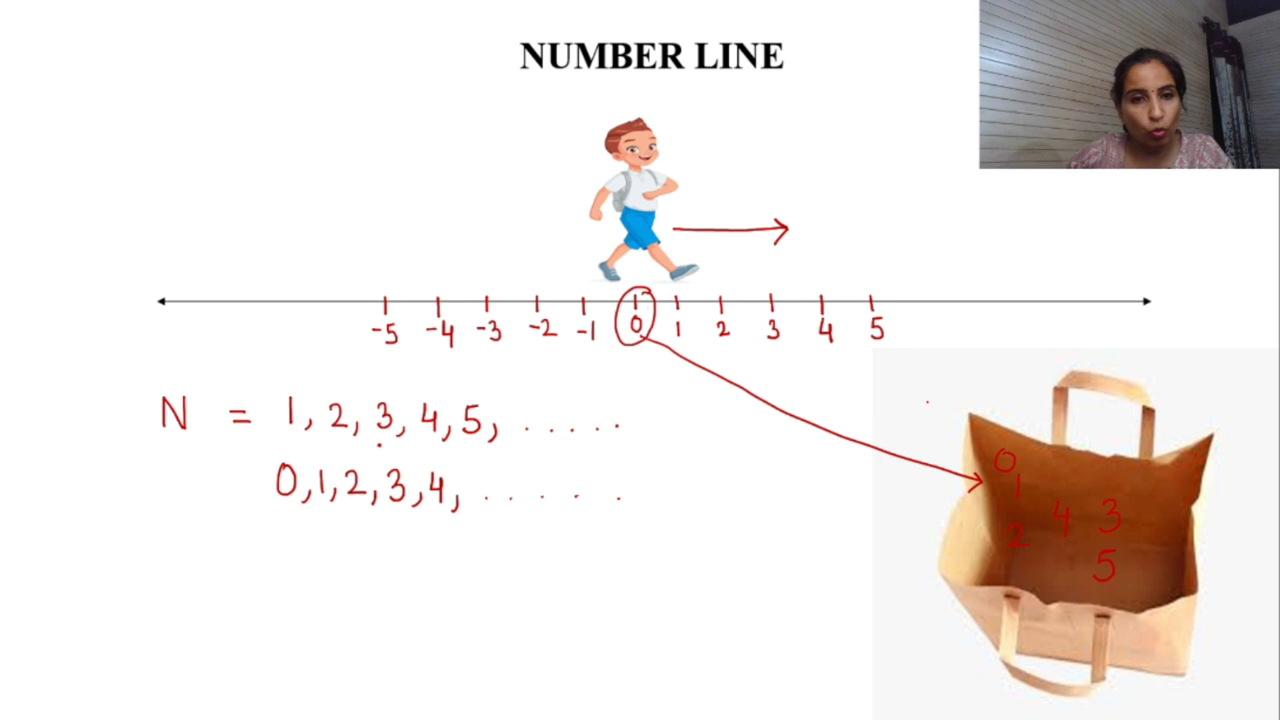 NUMBER LINE
-5 -4 -3 -2 -1 0 1 2 3 4 5
N = 1, 2, 3, 4, 5, .....
0, 1, 2, 3, 4, .....
0
1
4 3
2
5